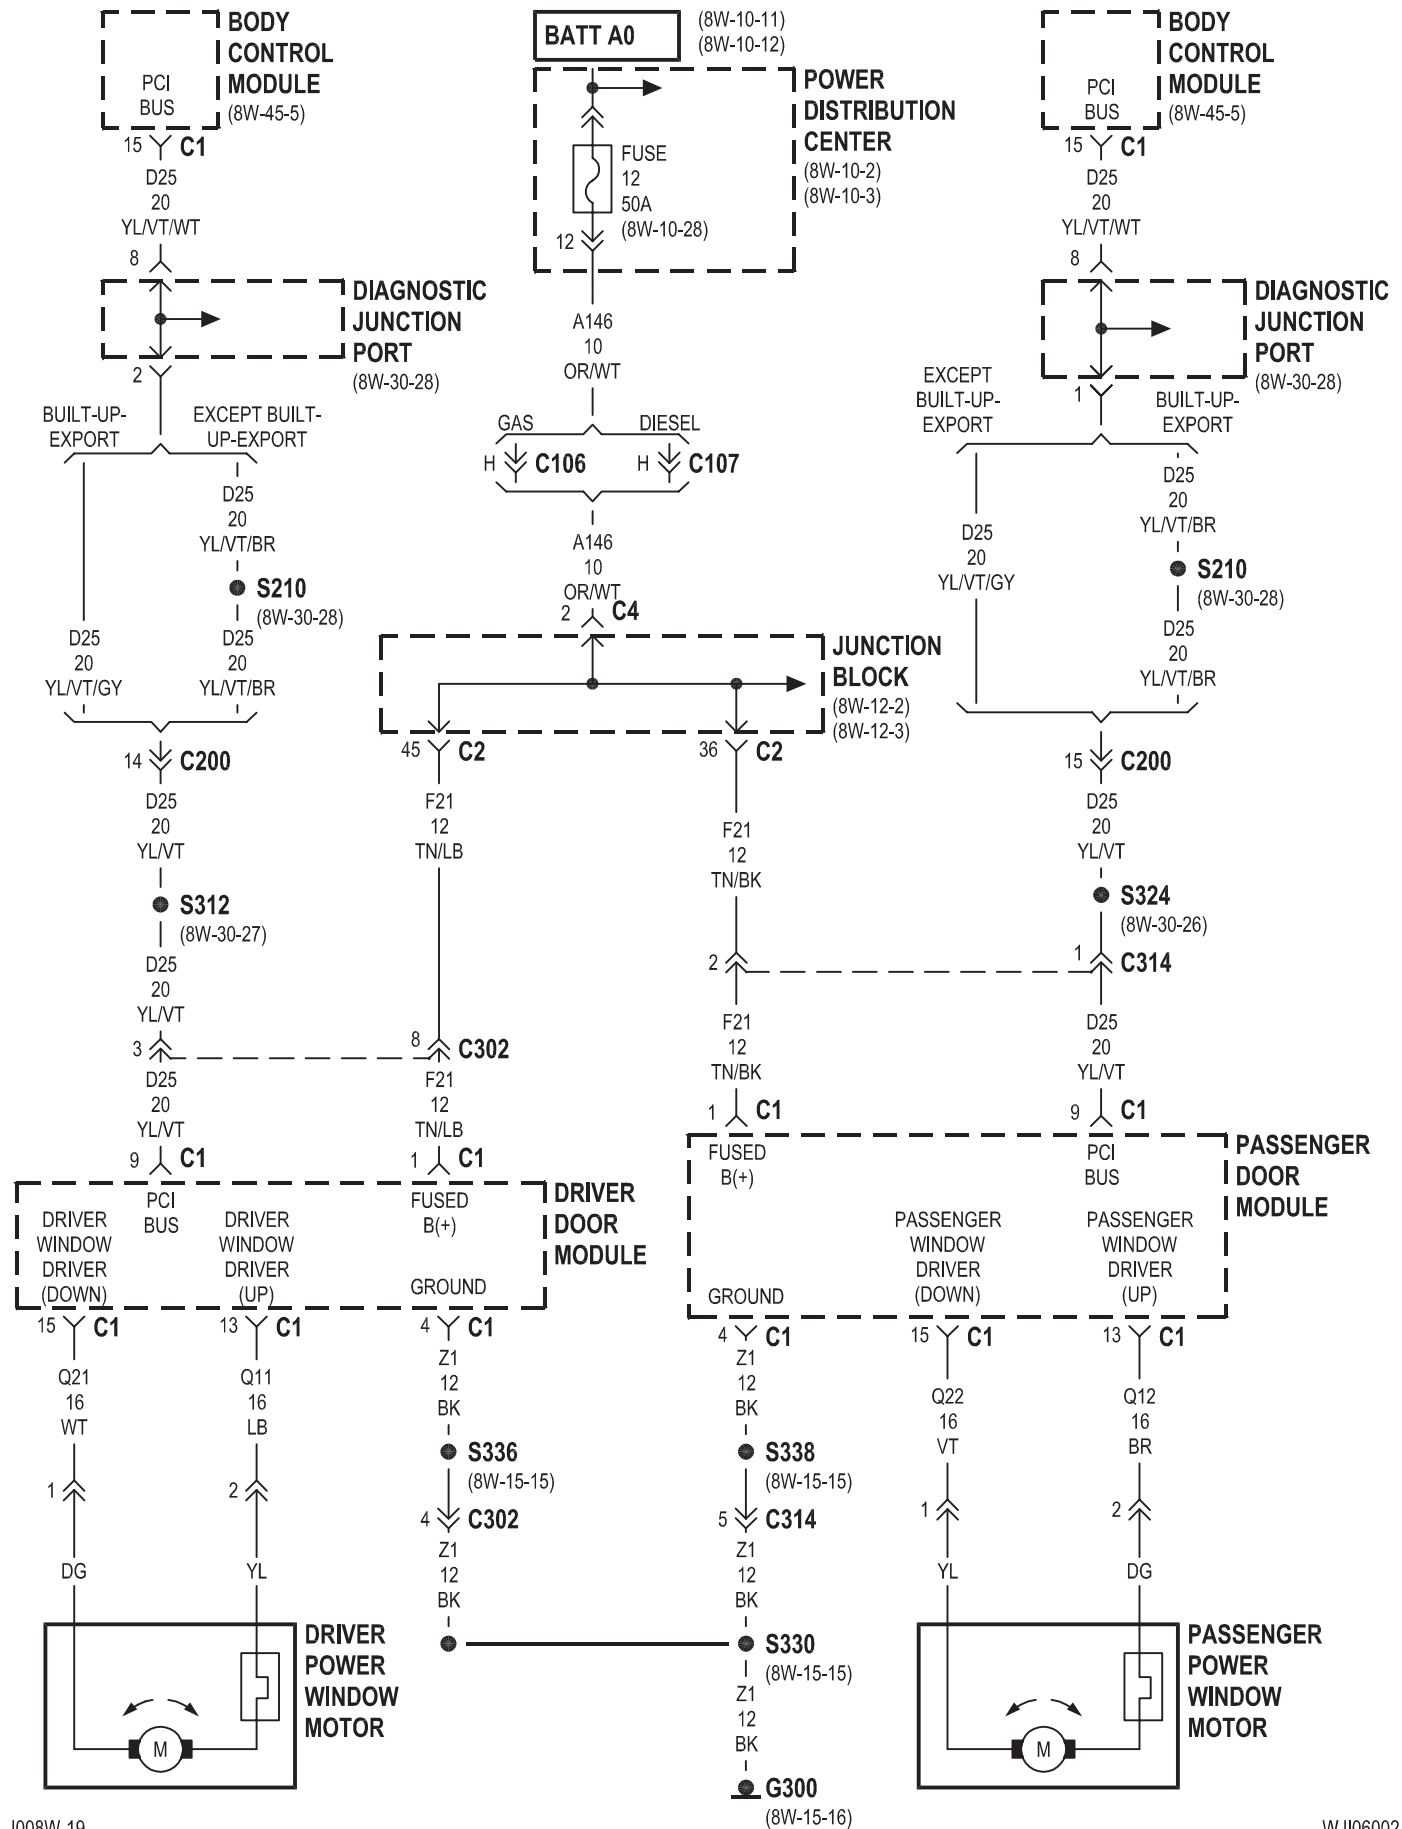 BODY
CONTROL
MODULE
(8W-45-5)
PCI
BUS
15 C1
D25
20
YL/VT/WT
8
DIAGNOSTIC
JUNCTION
PORT
(8W-30-28)
2
BUILT-UP-
EXPORT
EXCEPT BUILT-
UP-EXPORT
D25
20
YL/VT/BR
S210
(8W-30-28)
D25
20
YL/VT/GY
D25
20
YL/VT/BR
14 C200
D25
20
YL/VT
S312
(8W-30-27)
D25
20
YL/VT
3
D25
20
YL/VT
9 C1
BATT A0
(8W-10-11)
(8W-10-12)
POWER
DISTRIBUTION
CENTER
(8W-10-2)
(8W-10-3)
FUSE
12
50A
(8W-10-28)
12
A146
10
OR/WT
GAS
DIESEL
H C106
H C107
A146
10
OR/WT
2 C4
JUNCTION
BLOCK
(8W-12-2)
(8W-12-3)
45 C2
36 C2
F21
12
TN/LB
8 C302
F21
12
TN/LB
1 C1
F21
12
TN/BK
2
F21
12
TN/BK
1 C1
BODY
CONTROL
MODULE
(8W-45-5)
PCI
BUS
15 C1
D25
20
YL/VT/WT
8
DIAGNOSTIC
JUNCTION
PORT
(8W-30-28)
1
EXCEPT
BUILT-UP-
EXPORT
BUILT-UP-
EXPORT
D25
20
YL/VT/BR
D25
20
YL/VT/GY
S210
(8W-30-28)
D25
20
YL/VT/BR
15 C200
D25
20
YL/VT
S324
(8W-30-26)
1 C314
D25
20
YL/VT
9 C1
DRIVER
DOOR
MODULE
PCI
BUS
FUSED
B(+)
DRIVER
WINDOW
DRIVER
(DOWN)
DRIVER
WINDOW
DRIVER
(UP)
GROUND
15 C1
13 C1
4 C1
Q21
16
WT
Q11
16
LB
Z1
12
BK
S336
(8W-15-15)
1
2
4 C302
DG
YL
Z1
12
BK
DRIVER
POWER
WINDOW
MOTOR
M
PASSENGER
DOOR
MODULE
FUSED
B(+)
PCI
BUS
GROUND
PASSENGER
WINDOW
DRIVER
(DOWN)
PASSENGER
WINDOW
DRIVER
(UP)
4 C1
15 C1
13 C1
Z1
12
BK
S338
(8W-15-15)
5 C314
Z1
12
BK
S330
(8W-15-15)
Z1
12
BK
G300
(8W-15-16)
Q22
16
VT
Q12
16
BR
1
2
YL
DG
PASSENGER
POWER
WINDOW
MOTOR
M
J008W-19
WJI06002